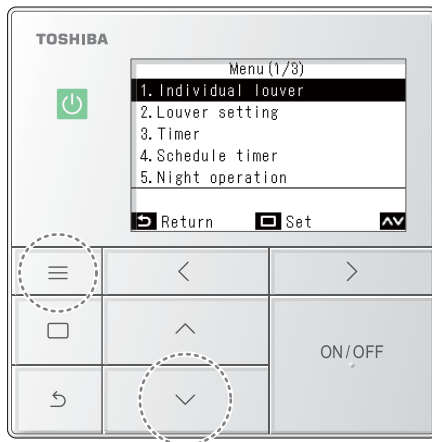 TOSHIBA
Menu(1/3)
1. Individual louver
2. Louver setting
3. Timer
4. Schedule timer
5. Night operation
Return Set
ON/OFF